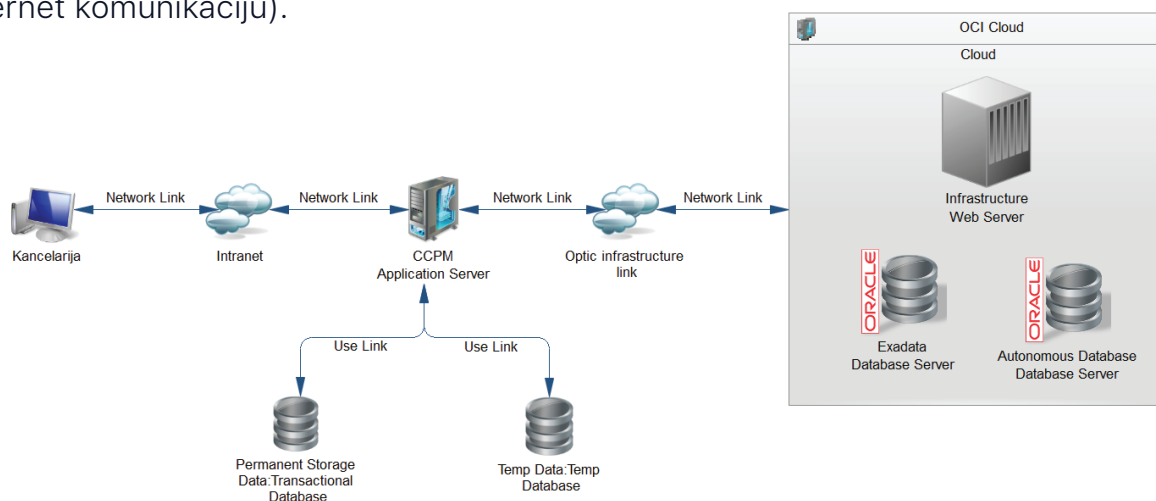 ernet komunikaciju).
OCI Cloud
Cloud
Infrastructure
Web Server
Network Link
Network Link
Network Link
Network Link
Kancelarija
Intranet
CCPM
Application Server
Optic infrastructure
link
ORACLE
Exadata
Database Server
ORACLE
Autonomous Database
Database Server
Use Link
Use Link
Permanent Storage
Data:Transactional
Database
Temp Data:Temp
Database